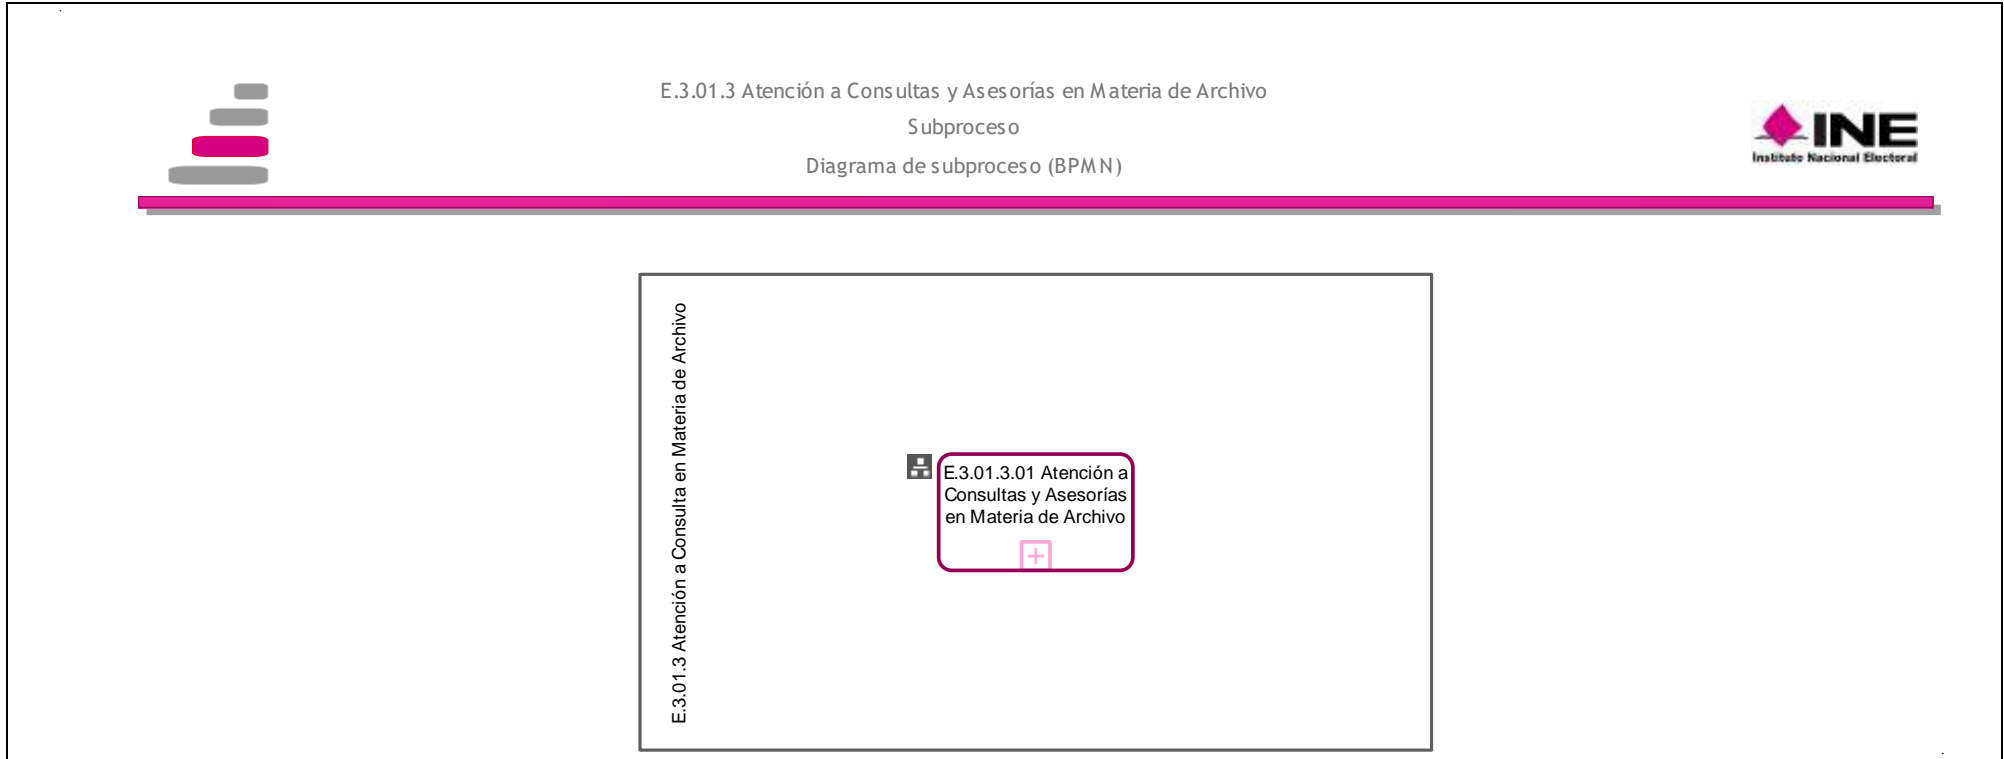 E.3.01.3 Atención a Consultas y Asesorías en Materia de Archivo
Subproceso
Diagrama de subproceso (BPMN)
INE
Instituto Nacional Electoral
E.3.01.3 Atención a Consulta en Materia de Archivo
E.3.01.3.01 Atención a
Consultas y Asesorías
en Materia de Archivo